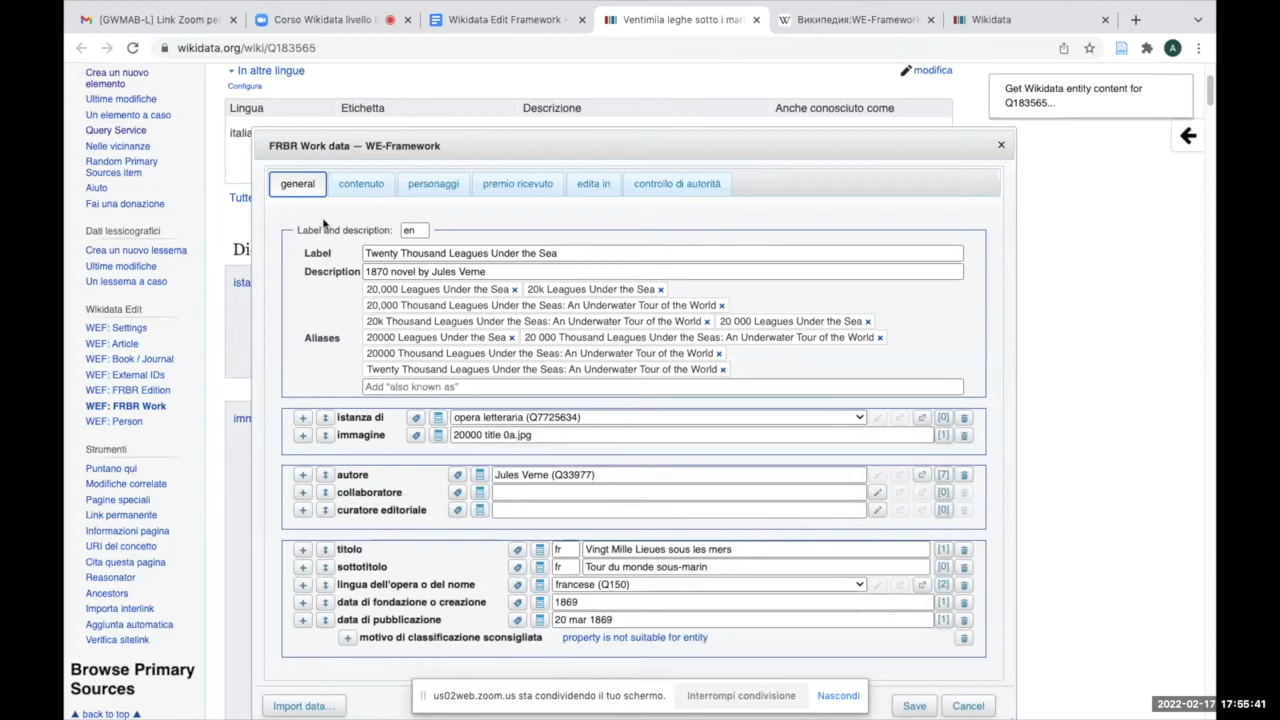 [GWMAB-L] Link Zoom pe
Corso Wikidata livello
Wikidata Edit Framework -
Ventimila leghe sotto i mari
Википедия:WE-Framework
Wikidata
wikidata.org/wiki/Q183565
A
Crea un nuovo
elemento
Ultime modifiche
Un elemento a caso
Query Service
Nelle vicinanze
Random Primary
Sources item
Aiuto
Fai una donazione
Dati lessicografici
Crea un nuovo lessema
Ultime modifiche
Un lessema a caso
Wikidata Edit
WEF: Settings
WEF: Article
WEF: Book / Journal
WEF: External IDs
WEF: FRBR Edition
WEF: FRBR Work
WEF: Person
Strumenti
Puntano qui
Modifiche correlate
Pagine speciali
Link permanente
Informazioni pagina
URI del concetto
Cita questa pagina
Reasonator
Ancestors
Importa interlink
Aggiunta automatica
Verifica sitelink
Browse Primary
Sources
▲ back to top ▲
In altre lingue
modifica
Configura
Lingua Etichetta Descrizione Anche conosciuto come
italia
Tutte
Di
ista
imm
Get Wikidata entity content for
Q183565...
FRBR Work data — WE-Framework
general contenuto personaggi premio ricevuto edita in controllo di autorità
Label and description: en
Label Twenty Thousand Leagues Under the Sea
Description 1870 novel by Jules Verne
20,000 Leagues Under the Sea × 20k Leagues Under the Sea ×
20,000 Thousand Leagues Under the Seas: An Underwater Tour of the World ×
20k Thousand Leagues Under the Seas: An Underwater Tour of the World × 20 000 Leagues Under the Sea ×
Aliases 20000 Leagues Under the Sea × 20 000 Thousand Leagues Under the Seas: An Underwater Tour of the World ×
20000 Thousand Leagues Under the Seas: An Underwater Tour of the World ×
Twenty Thousand Leagues Under the Seas: An Underwater Tour of the World ×
Add "also known as"
istanza di opera letteraria (Q7725634) [0]
immagine 20000 title 0a.jpg [1]
autore Jules Verne (Q33977) [7]
collaboratore [0]
curatore editoriale [0]
titolo fr Vingt Mille Lieues sous les mers [1]
sottotitolo fr Tour du monde sous-marin [0]
lingua dell'opera o del nome francese (Q150) [2]
data di fondazione o creazione 1869 [1]
data di pubblicazione 20 mar 1869 [1]
motivo di classificazione sconsigliata property is not suitable for entity
Import data... Save Cancel
us02web.zoom.us sta condividendo il tuo schermo. Interrompi condivisione Nascondi
2022-02-17 17:55:41